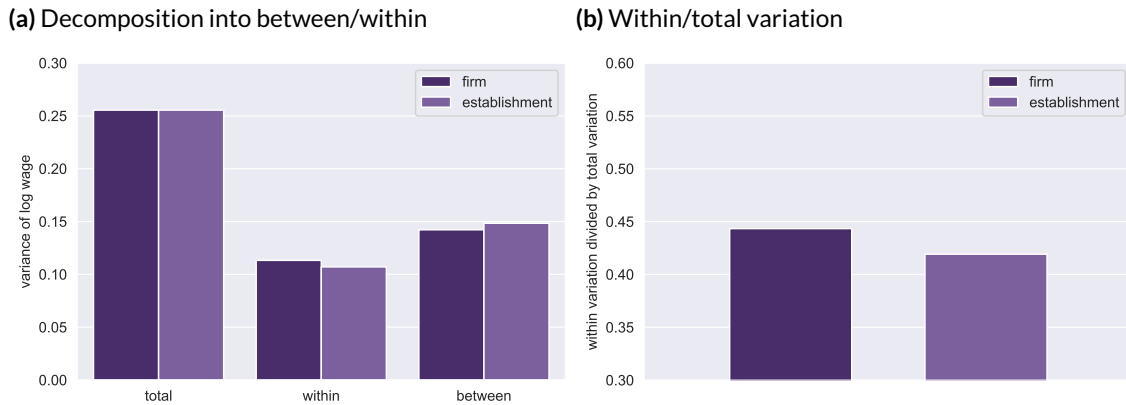 (a) Decomposition into between/within
variance of log wage
0.30
0.25
0.20
0.15
0.10
0.05
0.00
firm
establishment
total
within
between
(b) Within/total variation
within variation divided by total variation
0.60
0.55
0.50
0.45
0.40
0.35
0.30
firm
establishment